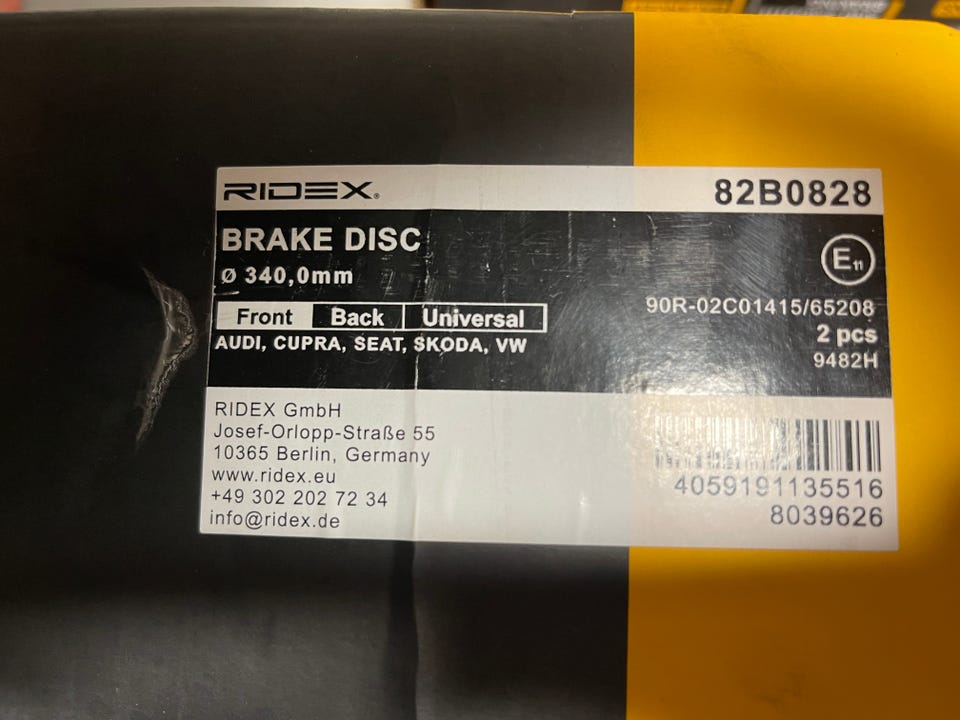 RIDEX®
82B0828
BRAKE DISC
Ø 340,0mm
E11
Front Back Universal
AUDI, CUPRA, SEAT, SKODA, VW
90R-02C01415/65208
2 pcs
9482H
RIDEX GmbH
Josef-Orlopp-Straße 55
10365 Berlin, Germany
www.ridex.eu
+49 302 202 72 34
info@ridex.de
4059191135516
8039626